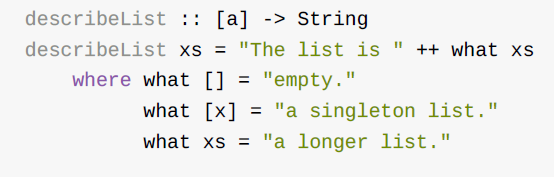 describeList :: [a] -> String
describeList xs = "The list is " ++ what xs
    where what [] = "empty."
          what [x] = "a singleton list."
          what xs = "a longer list."